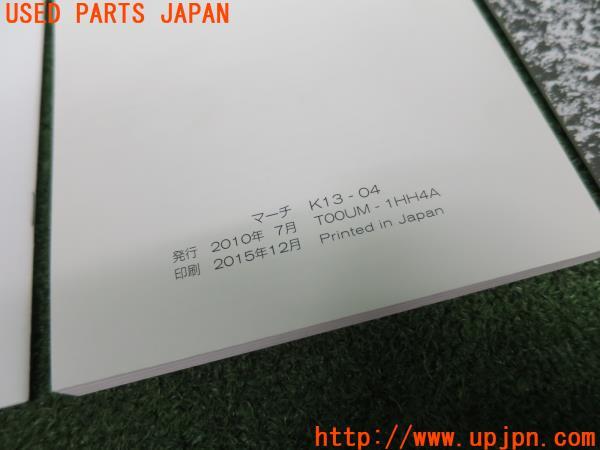 USED PARTS JAPAN
マーチ K13-04
発行 2010年 7月 T00UM-1HH4A
印刷 2015年12月 Printed in Japan
http://www.upjpn.com